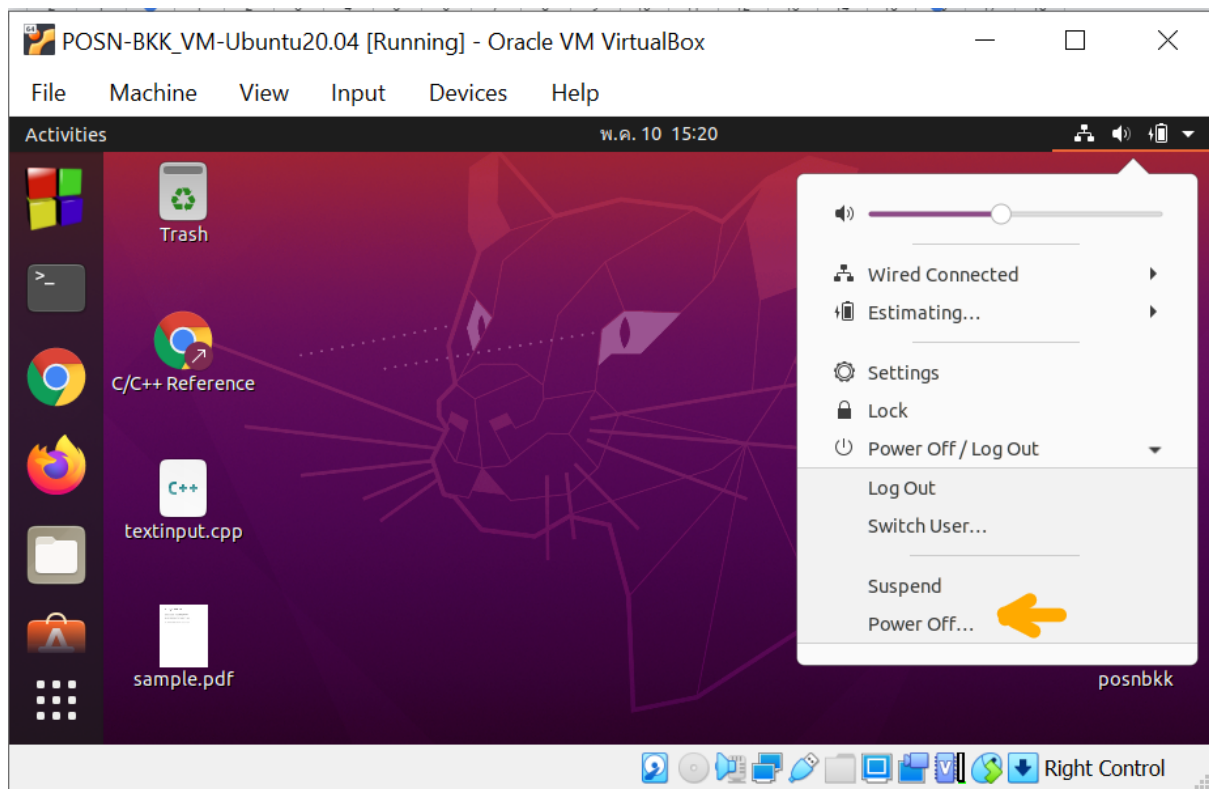 POSN-BKK_VM-Ubuntu20.04 [Running] - Oracle VM VirtualBox
File Machine View Input Devices Help
Activities
พ.ค. 10 15:20
Trash
>_
C/C++ Reference
C++
textinput.cpp
sample.pdf
Wired Connected
Estimating...
Settings
Lock
Power Off / Log Out
Log Out
Switch User...
Suspend
Power Off...
posnbkk
Right Control